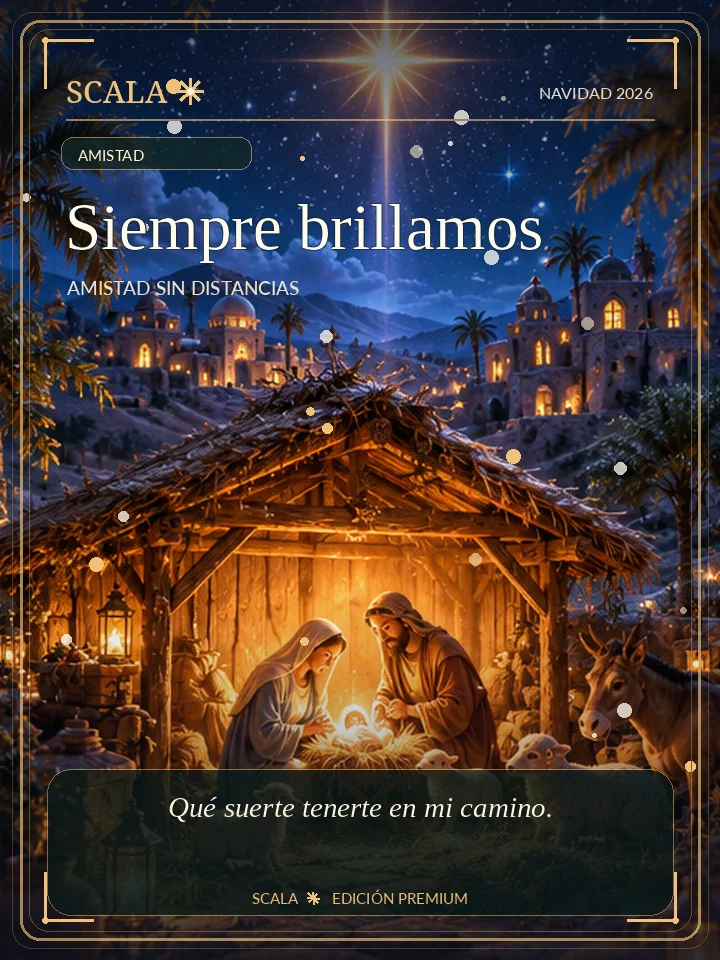 SCALA
NAVIDAD 2026
AMISTAD
Siempre brillamos
AMISTAD SIN DISTANCIAS
Qué suerte tenerte en mi camino.
SCALA ✳ EDICIÓN PREMIUM